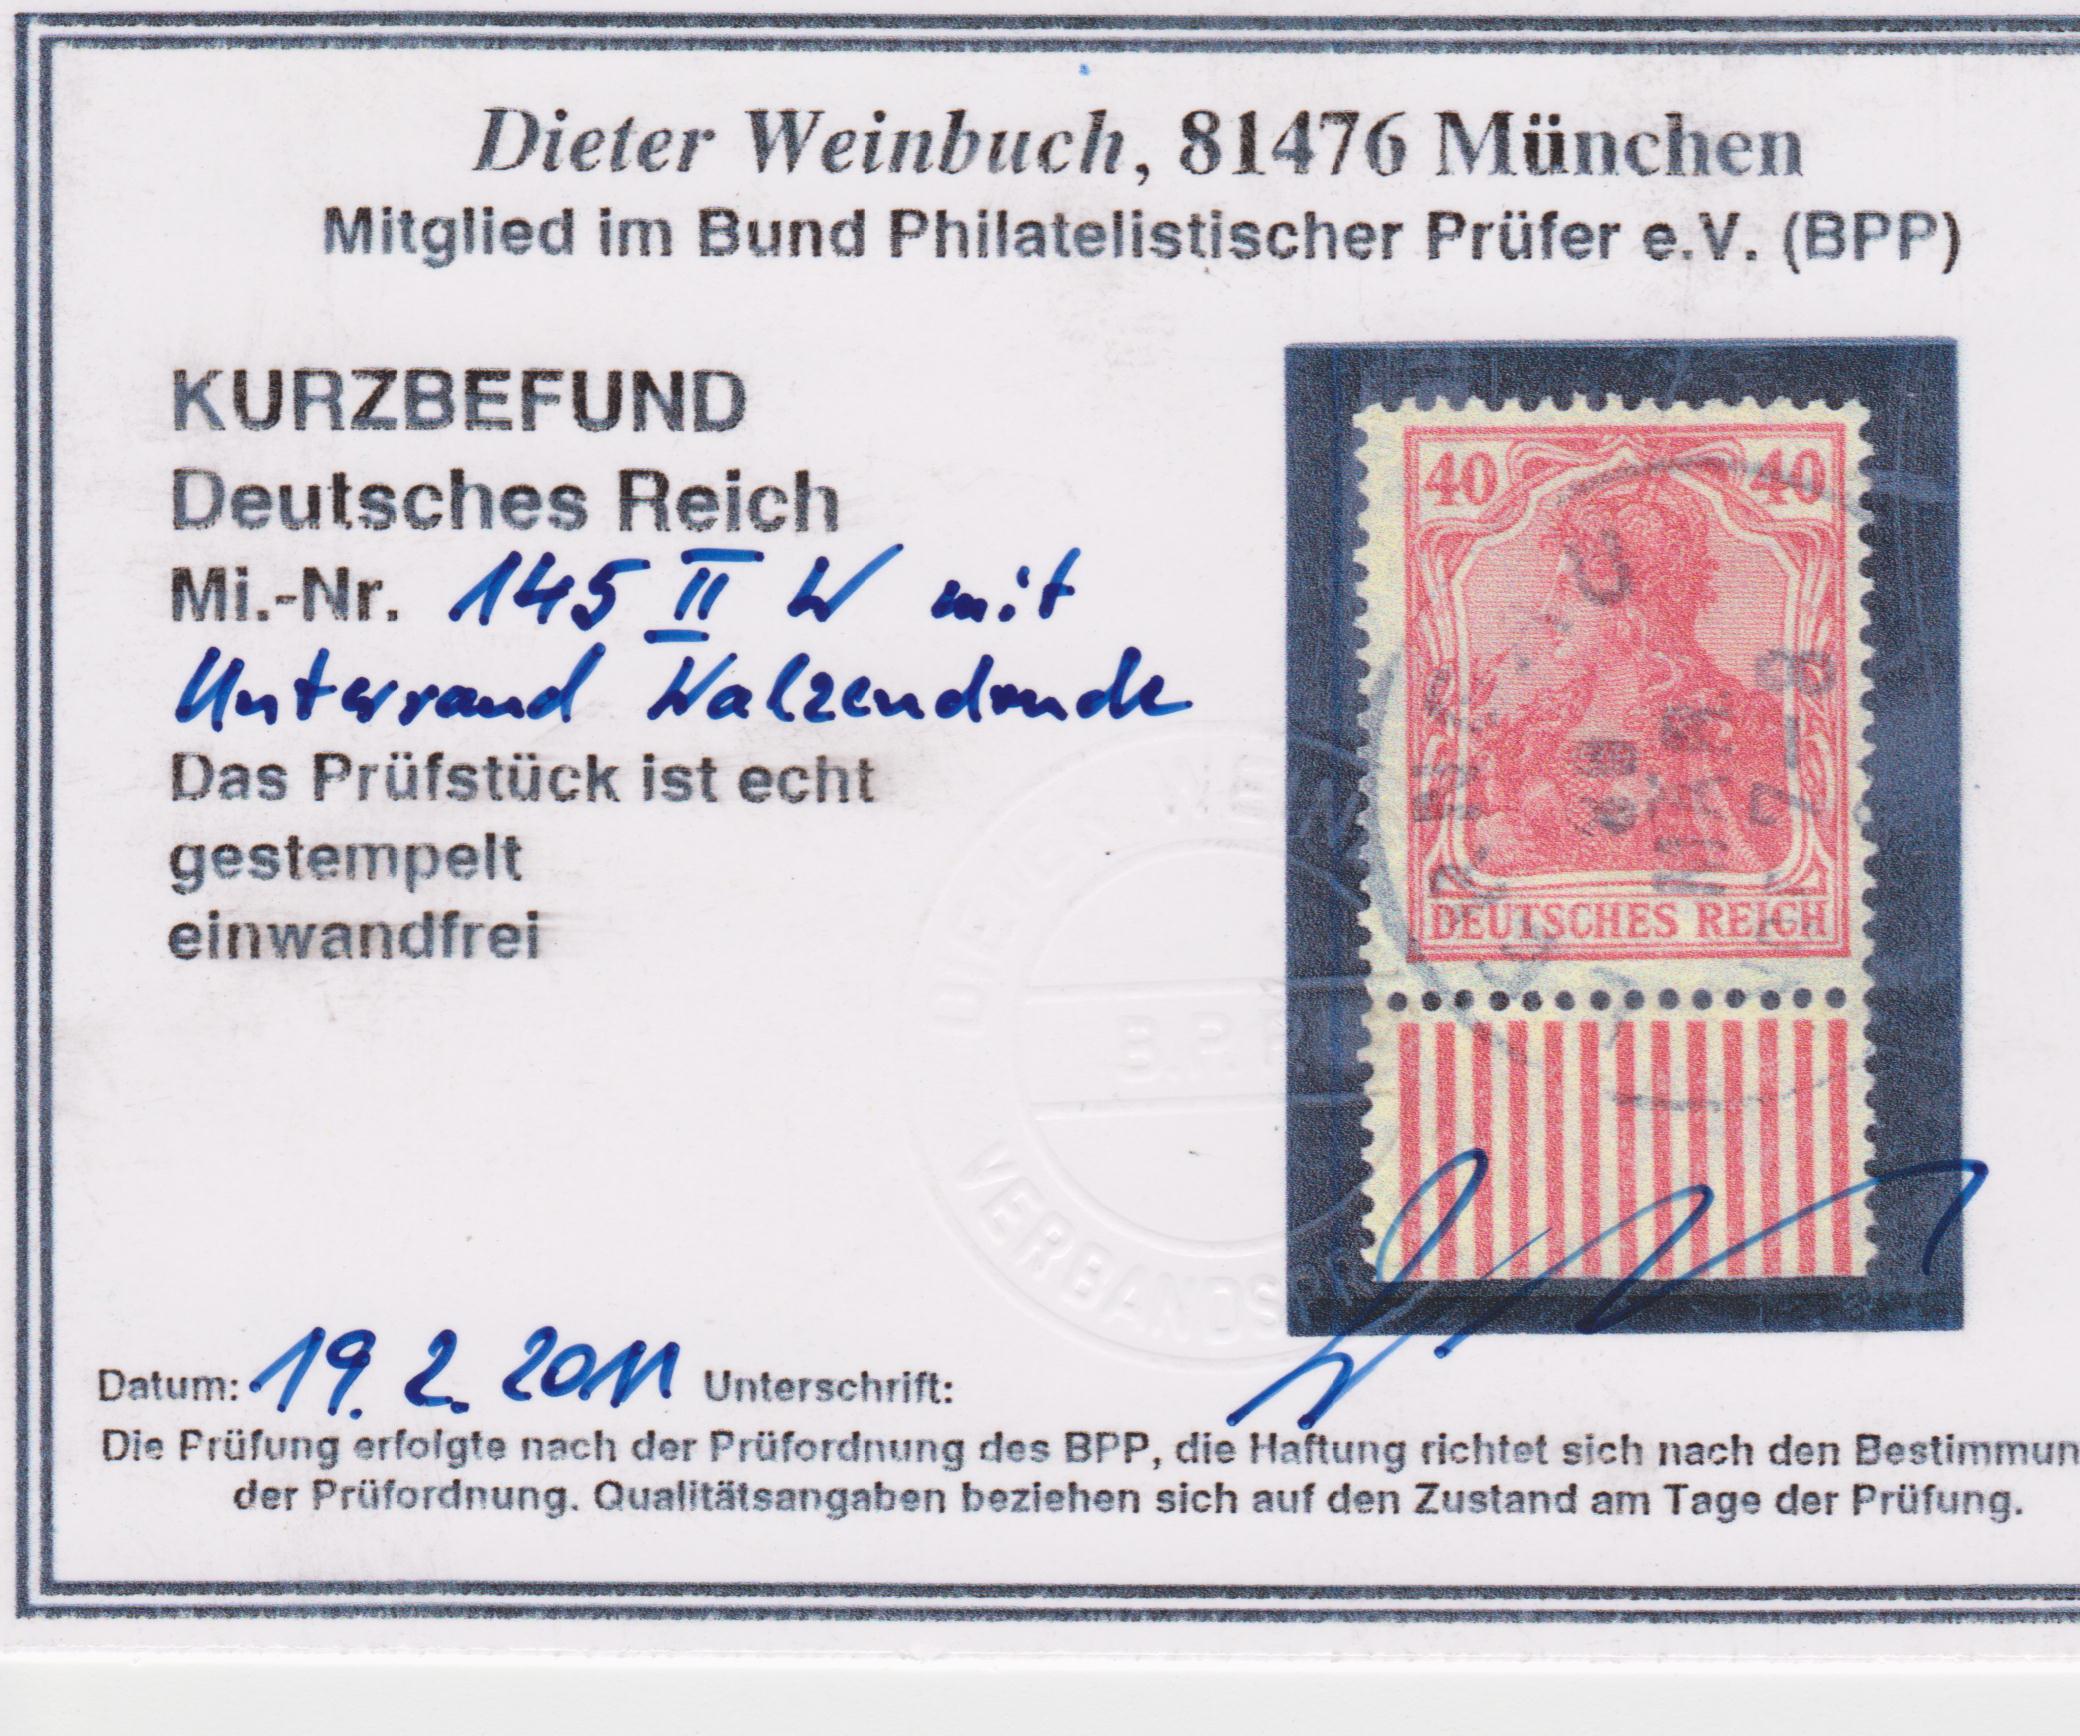 Dieter Weinbuch, 81476 München
Mitglied im Bund Philatelistischer Prüfer e.V. (BPP)
KURZBEFUND
Deutsches Reich
Mi.-Nr. 145 II W mit
Unterrand Walzendruck
Das Prüfstück ist echt
gestempelt
einwandfrei
40 40
DEUTSCHES REICH
DIETER WEIN
B.P.P
VERBANDSPR
Datum: 19. 2. 2011 Unterschrift:
Die Prüfung erfolgte nach der Prüfordnung des BPP, die Haftung richtet sich nach den Bestimmun
der Prüfordnung. Qualitätsangaben beziehen sich auf den Zustand am Tage der Prüfung.